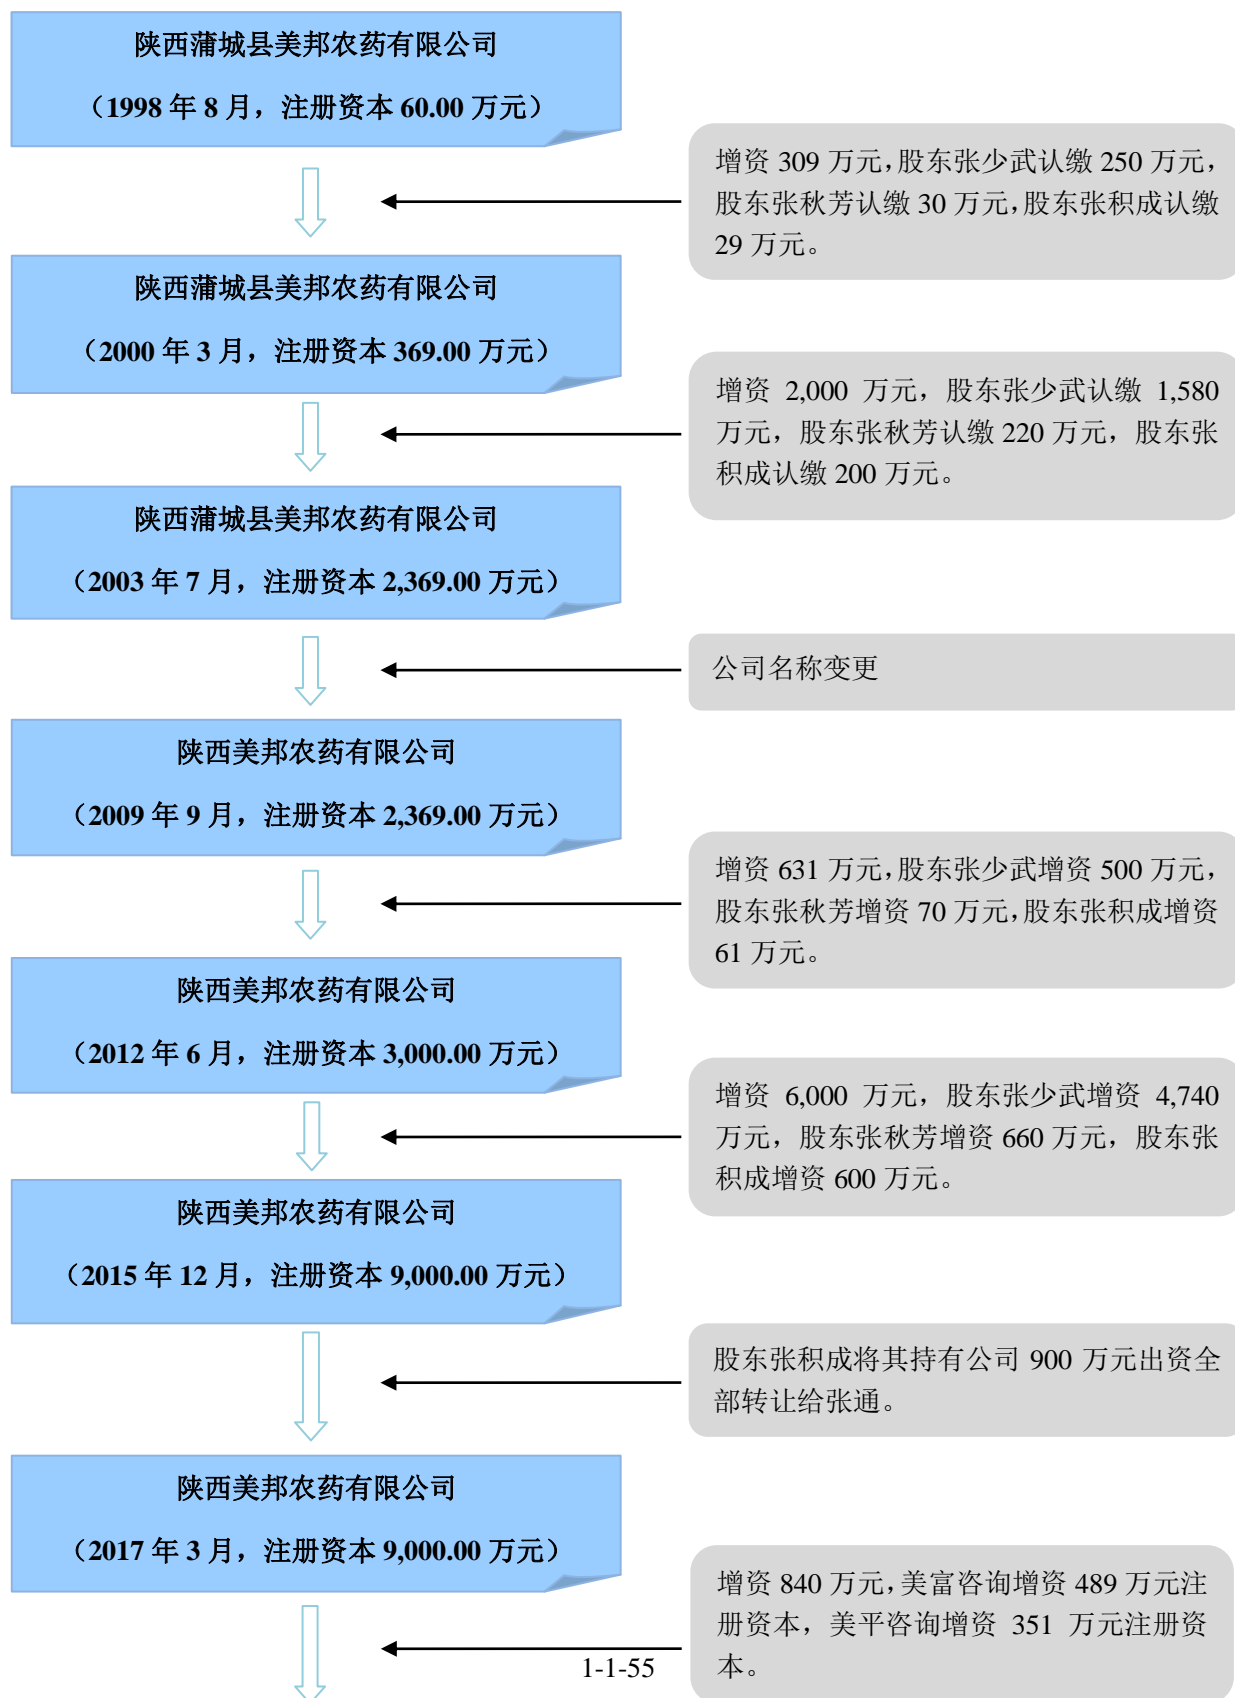 陕西蒲城县美邦农药有限公司
（1998 年 8 月，注册资本 60.00 万元）
增资 309 万元，股东张少武认缴 250 万元，
股东张秋芳认缴 30 万元，股东张积成认缴
29 万元。
陕西蒲城县美邦农药有限公司
（2000 年 3 月，注册资本 369.00 万元）
增资 2,000 万元，股东张少武认缴 1,580
万元，股东张秋芳认缴 220 万元，股东张
积成认缴 200 万元。
陕西蒲城县美邦农药有限公司
（2003 年 7 月，注册资本 2,369.00 万元）
公司名称变更
陕西美邦农药有限公司
（2009 年 9 月，注册资本 2,369.00 万元）
增资 631 万元，股东张少武增资 500 万元，
股东张秋芳增资 70 万元，股东张积成增资
61 万元。
陕西美邦农药有限公司
（2012 年 6 月，注册资本 3,000.00 万元）
增资 6,000 万元，股东张少武增资 4,740
万元，股东张秋芳增资 660 万元，股东张
积成增资 600 万元。
陕西美邦农药有限公司
（2015 年 12 月，注册资本 9,000.00 万元）
股东张积成将其持有公司 900 万元出资全
部转让给张通。
陕西美邦农药有限公司
（2017 年 3 月，注册资本 9,000.00 万元）
增资 840 万元，美富咨询增资 489 万元注
册资本，美平咨询增资 351 万元注册资
本。
1-1-55